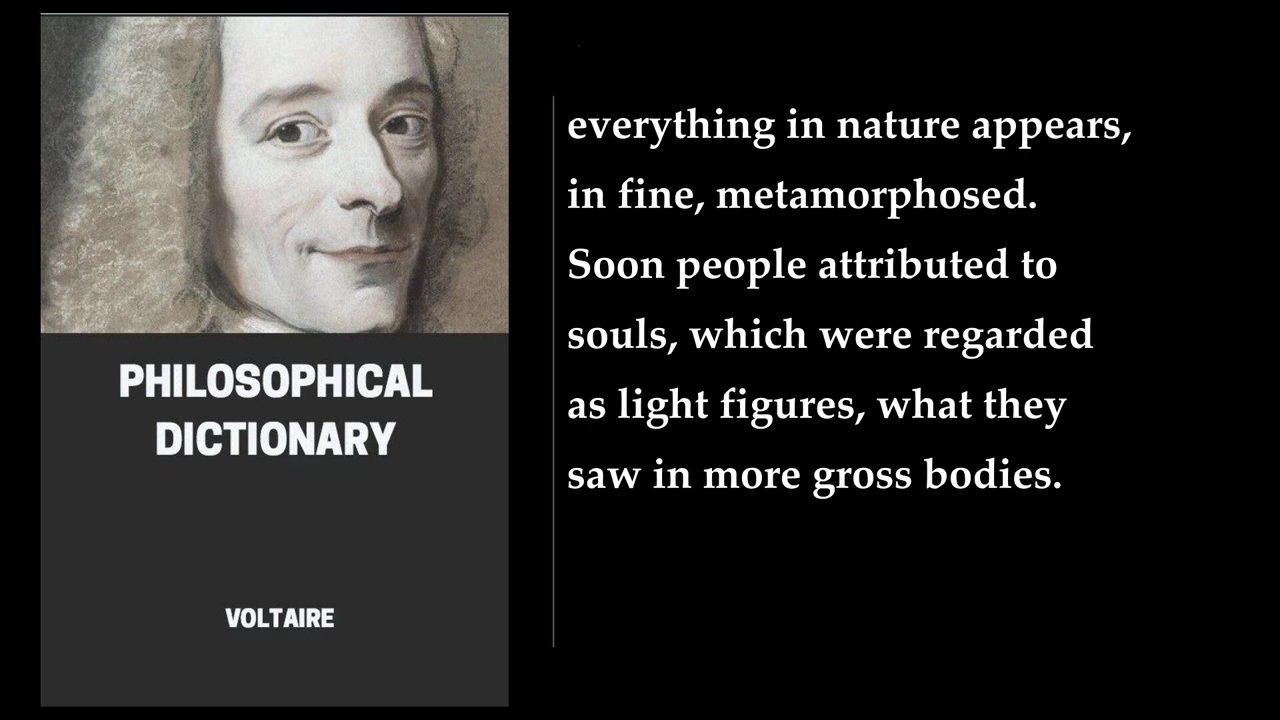 PHILOSOPHICAL
DICTIONARY
VOLTAIRE
everything in nature appears,
in fine, metamorphosed.
Soon people attributed to
souls, which were regarded
as light figures, what they
saw in more gross bodies.